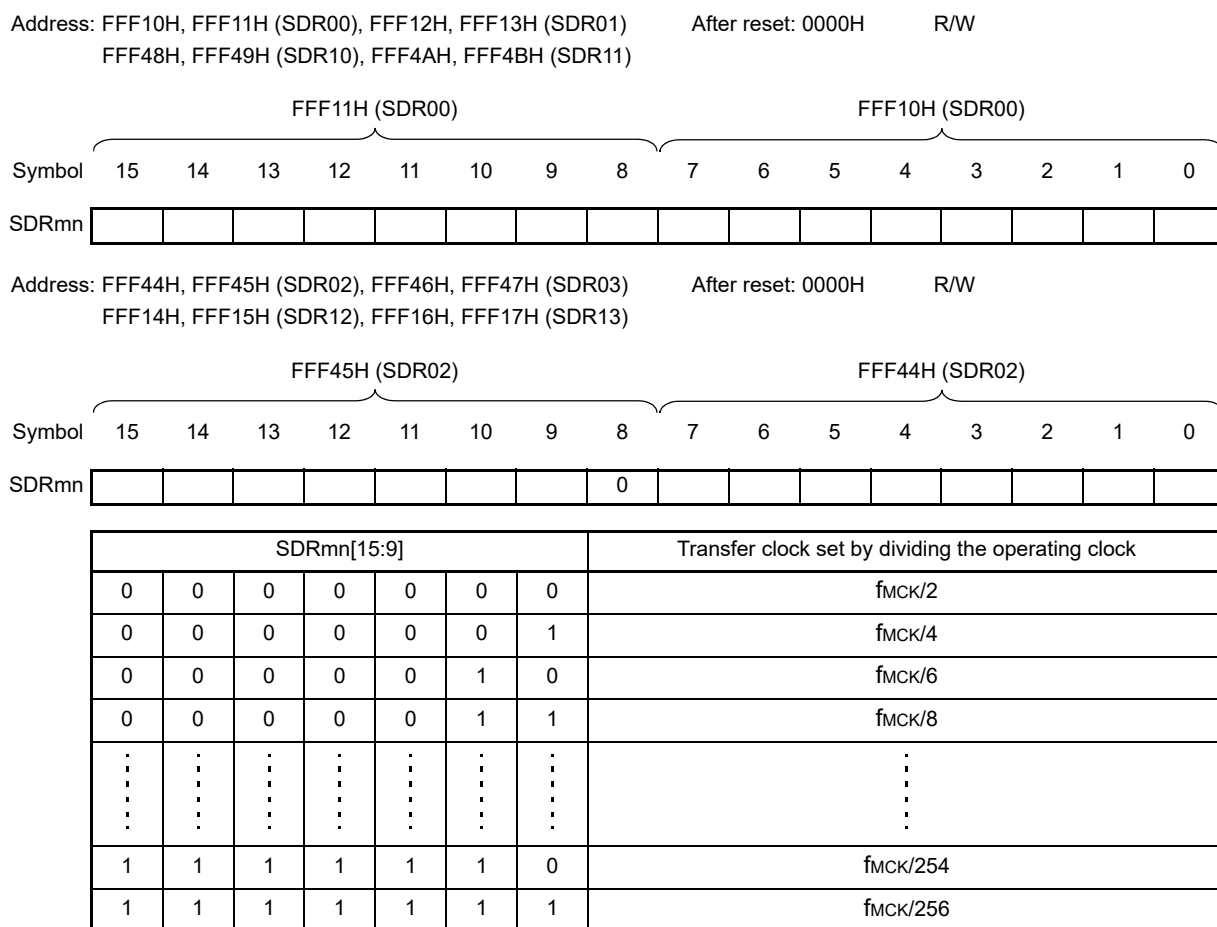 Address: FFF10H, FFF11H (SDR00), FFF12H, FFF13H (SDR01) After reset: 0000H R/W
FFF48H, FFF49H (SDR10), FFF4AH, FFF4BH (SDR11)
FFF11H (SDR00) FFF10H (SDR00)
Symbol 15 14 13 12 11 10 9 8 7 6 5 4 3 2 1 0
SDRmn
Address: FFF44H, FFF45H (SDR02), FFF46H, FFF47H (SDR03) After reset: 0000H R/W
FFF14H, FFF15H (SDR12), FFF16H, FFF17H (SDR13)
FFF45H (SDR02) FFF44H (SDR02)
Symbol 15 14 13 12 11 10 9 8 7 6 5 4 3 2 1 0
SDRmn 0
SDRmn[15:9] Transfer clock set by dividing the operating clock
0 0 0 0 0 0 0 fMCK/2
0 0 0 0 0 0 1 fMCK/4
0 0 0 0 0 1 0 fMCK/6
0 0 0 0 0 1 1 fMCK/8
1 1 1 1 1 1 0 fMCK/254
1 1 1 1 1 1 1 fMCK/256